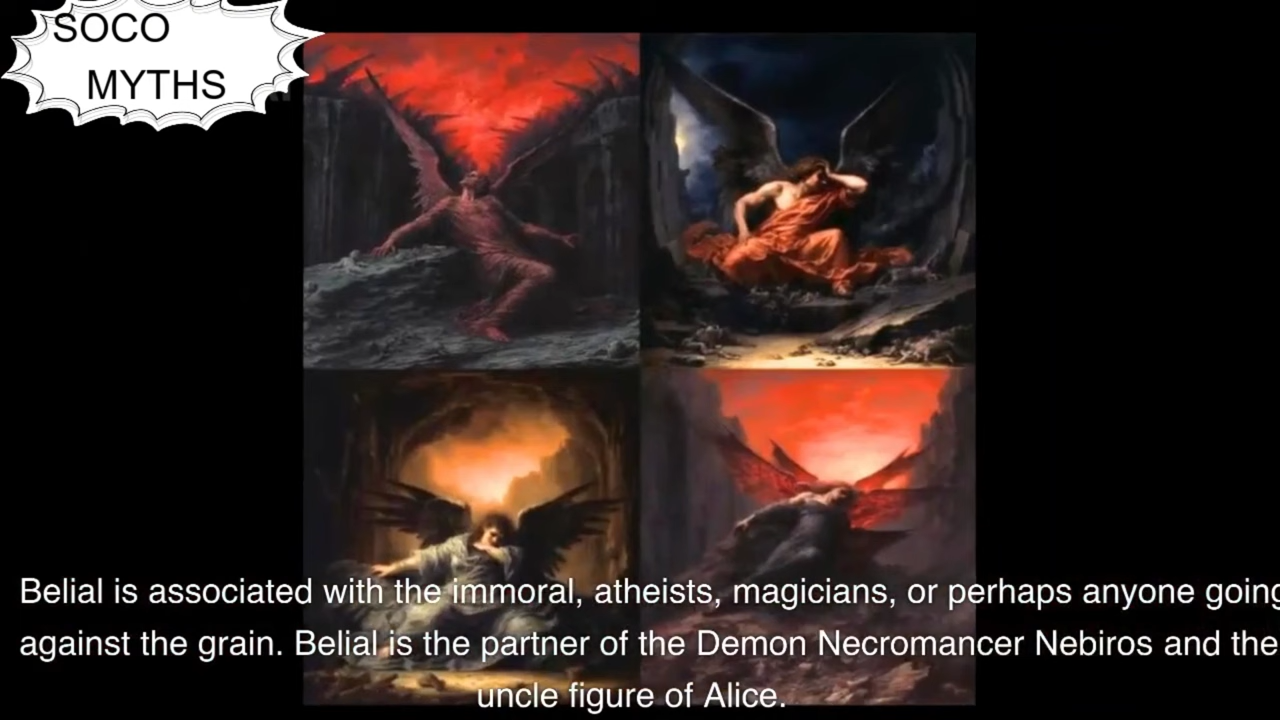 SOCO
MYTHS
Belial is associated with the immoral, atheists, magicians, or perhaps anyone going
against the grain. Belial is the partner of the Demon Necromancer Nebiros and the
uncle figure of Alice.